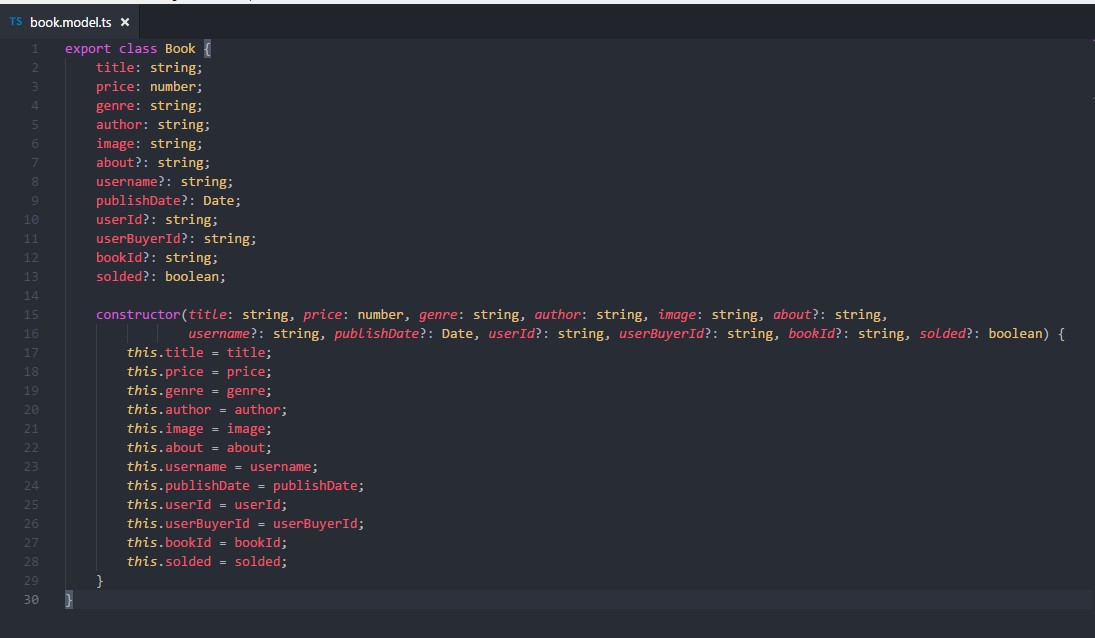 TS book.model.ts ×
1 export class Book {
2 title: string;
3 price: number;
4 genre: string;
5 author: string;
6 image: string;
7 about?: string;
8 username?: string;
9 publishDate?: Date;
10 userId?: string;
11 userBuyerId?: string;
12 bookId?: string;
13 solded?: boolean;
14
15 constructor(title: string, price: number, genre: string, author: string, image: string, about?: string,
16 username?: string, publishDate?: Date, userId?: string, userBuyerId?: string, bookId?: string, solded?: boolean) {
17 this.title = title;
18 this.price = price;
19 this.genre = genre;
20 this.author = author;
21 this.image = image;
22 this.about = about;
23 this.username = username;
24 this.publishDate = publishDate;
25 this.userId = userId;
26 this.userBuyerId = userBuyerId;
27 this.bookId = bookId;
28 this.solded = solded;
29 }
30 }